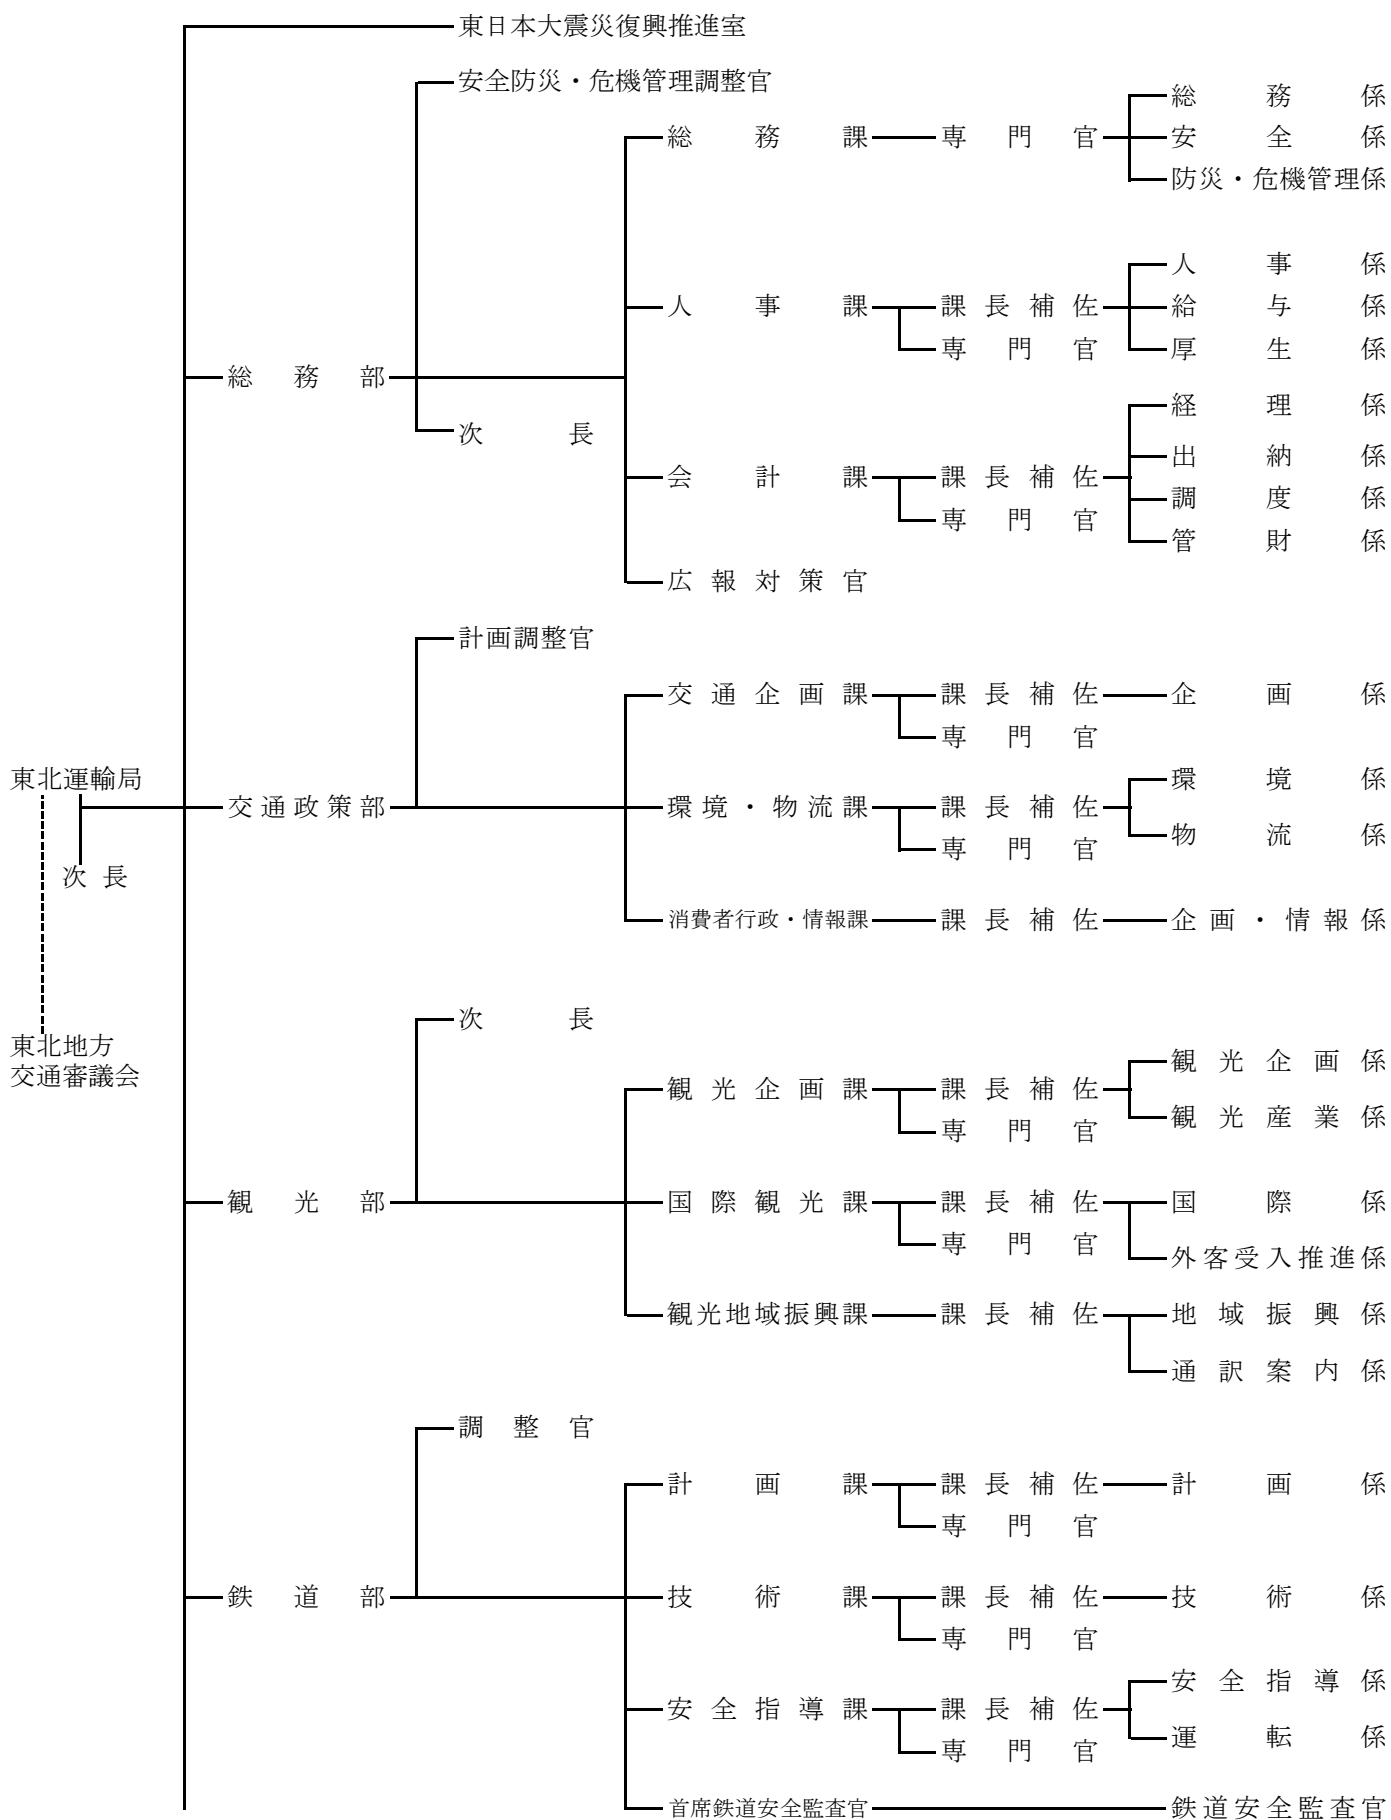 東日本大震災復興推進室
安全防災・危機管理調整官
総務係
総務課 専門官 安全係
防災・危機管理係
人事係
人事課 課長補佐 給与係
専門官 厚生係
総務部
経理係
次長
出納係
会計課 課長補佐
調度係
専門官
管財係
広報対策官
計画調整官
交通企画課 課長補佐 企画係
専門官
東北運輸局
環境係
交通政策部 環境・物流課 課長補佐
物流係
専門官
次長
消費者行政・情報課 課長補佐 企画・情報係
次長
東北地方
交通審議会
観光企画係
観光企画課 課長補佐
観光産業係
専門官
観光部 国際観光課 課長補佐 国際係
専門官
外客受入推進係
観光地域振興課 課長補佐 地域振興係
通訳案内係
調整官
計画課 課長補佐 計画係
専門官
鉄道部 技術課 課長補佐 技術係
専門官
安全指導係
安全指導課 課長補佐
運転係
専門官
首席鉄道安全監査官 鉄道安全監査官